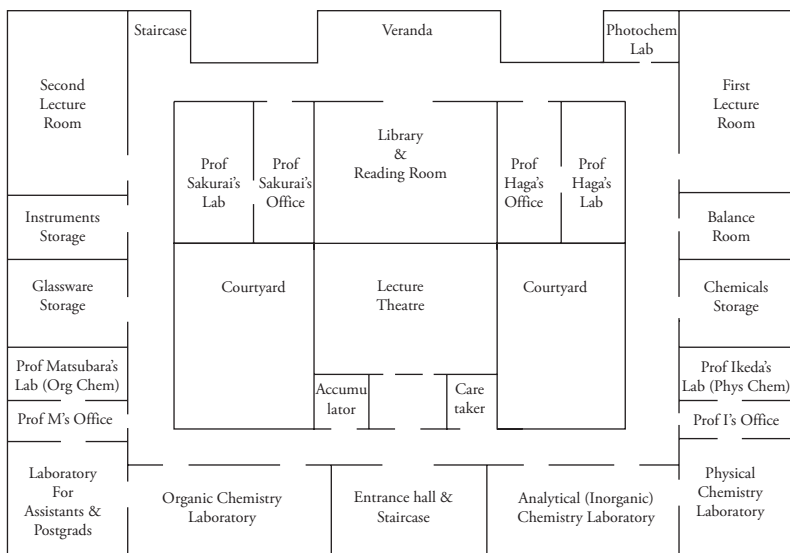 Staircase
Veranda
Photochem
Lab
Second
Lecture
Room
First
Lecture
Room
Library
&
Reading Room
Prof
Sakurai's
Lab
Prof
Sakurai's
Office
Prof
Haga's
Office
Prof
Haga's
Lab
Instruments
Storage
Balance
Room
Glassware
Storage
Courtyard
Lecture
Theatre
Courtyard
Chemicals
Storage
Prof Matsubara's
Lab (Org Chem)
Accumu
lator
Care
taker
Prof Ikeda's
Lab (Phys Chem)
Prof M's Office
Prof I's Office
Laboratory
For
Assistants &
Postgrads
Organic Chemistry
Laboratory
Entrance hall &
Staircase
Analytical (Inorganic)
Chemistry Laboratory
Physical
Chemistry
Laboratory